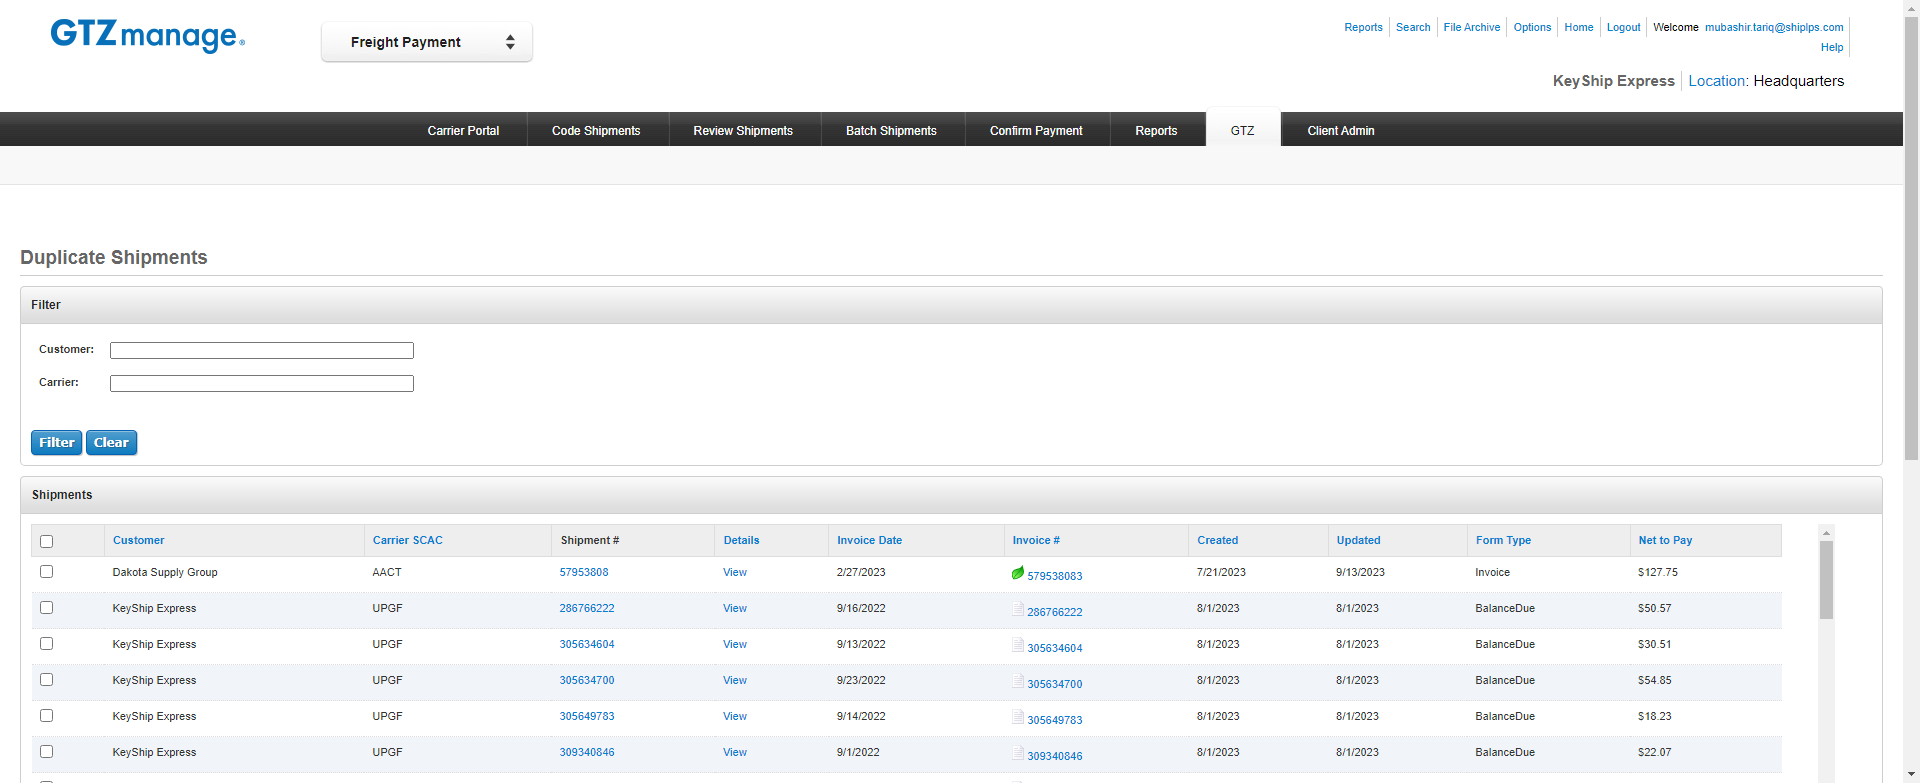 GTZmanage®
Freight Payment
Reports Search File Archive Options Home Logout Welcome mubashir.tariq@shiplps.com
Help
KeyShip Express Location: Headquarters
Carrier Portal Code Shipments Review Shipments Batch Shipments Confirm Payment Reports GTZ Client Admin
Duplicate Shipments
Filter
Customer:
Carrier:
Filter Clear
Shipments
Customer Carrier SCAC Shipment # Details Invoice Date Invoice # Created Updated Form Type Net to Pay
Dakota Supply Group AACT 57953808 View 2/27/2023 579538083 7/21/2023 9/13/2023 Invoice $127.75
KeyShip Express UPGF 286766222 View 9/16/2022 286766222 8/1/2023 8/1/2023 BalanceDue $50.57
KeyShip Express UPGF 305634604 View 9/13/2022 305634604 8/1/2023 8/1/2023 BalanceDue $30.51
KeyShip Express UPGF 305634700 View 9/23/2022 305634700 8/1/2023 8/1/2023 BalanceDue $54.85
KeyShip Express UPGF 305649783 View 9/14/2022 305649783 8/1/2023 8/1/2023 BalanceDue $18.23
KeyShip Express UPGF 309340846 View 9/1/2022 309340846 8/1/2023 8/1/2023 BalanceDue $22.07